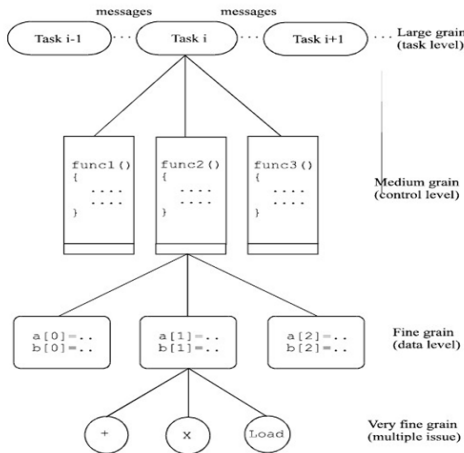 messages messages
Task i-1 ··· Task i ··· Task i+1 ··· Large grain
(task level)
func1() func2() func3()
{ { {
.... .... ....
.... .... ....
} } }
Medium grain
(control level)
a[0]=.. a[1]=.. a[2]=..
b[0]=.. b[1]=.. b[2]=..
Fine grain
(data level)
+ x Load
Very fine grain
(multiple issue)